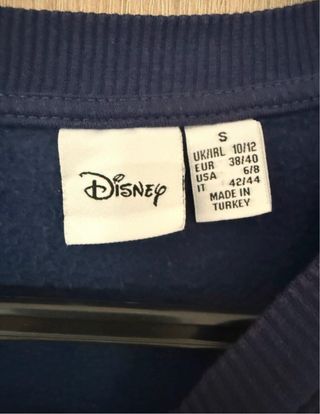 Disney
S
UK/IRL 10/12
EUR 38/40
USA 6/8
IT 42/44
MADE IN
TURKEY